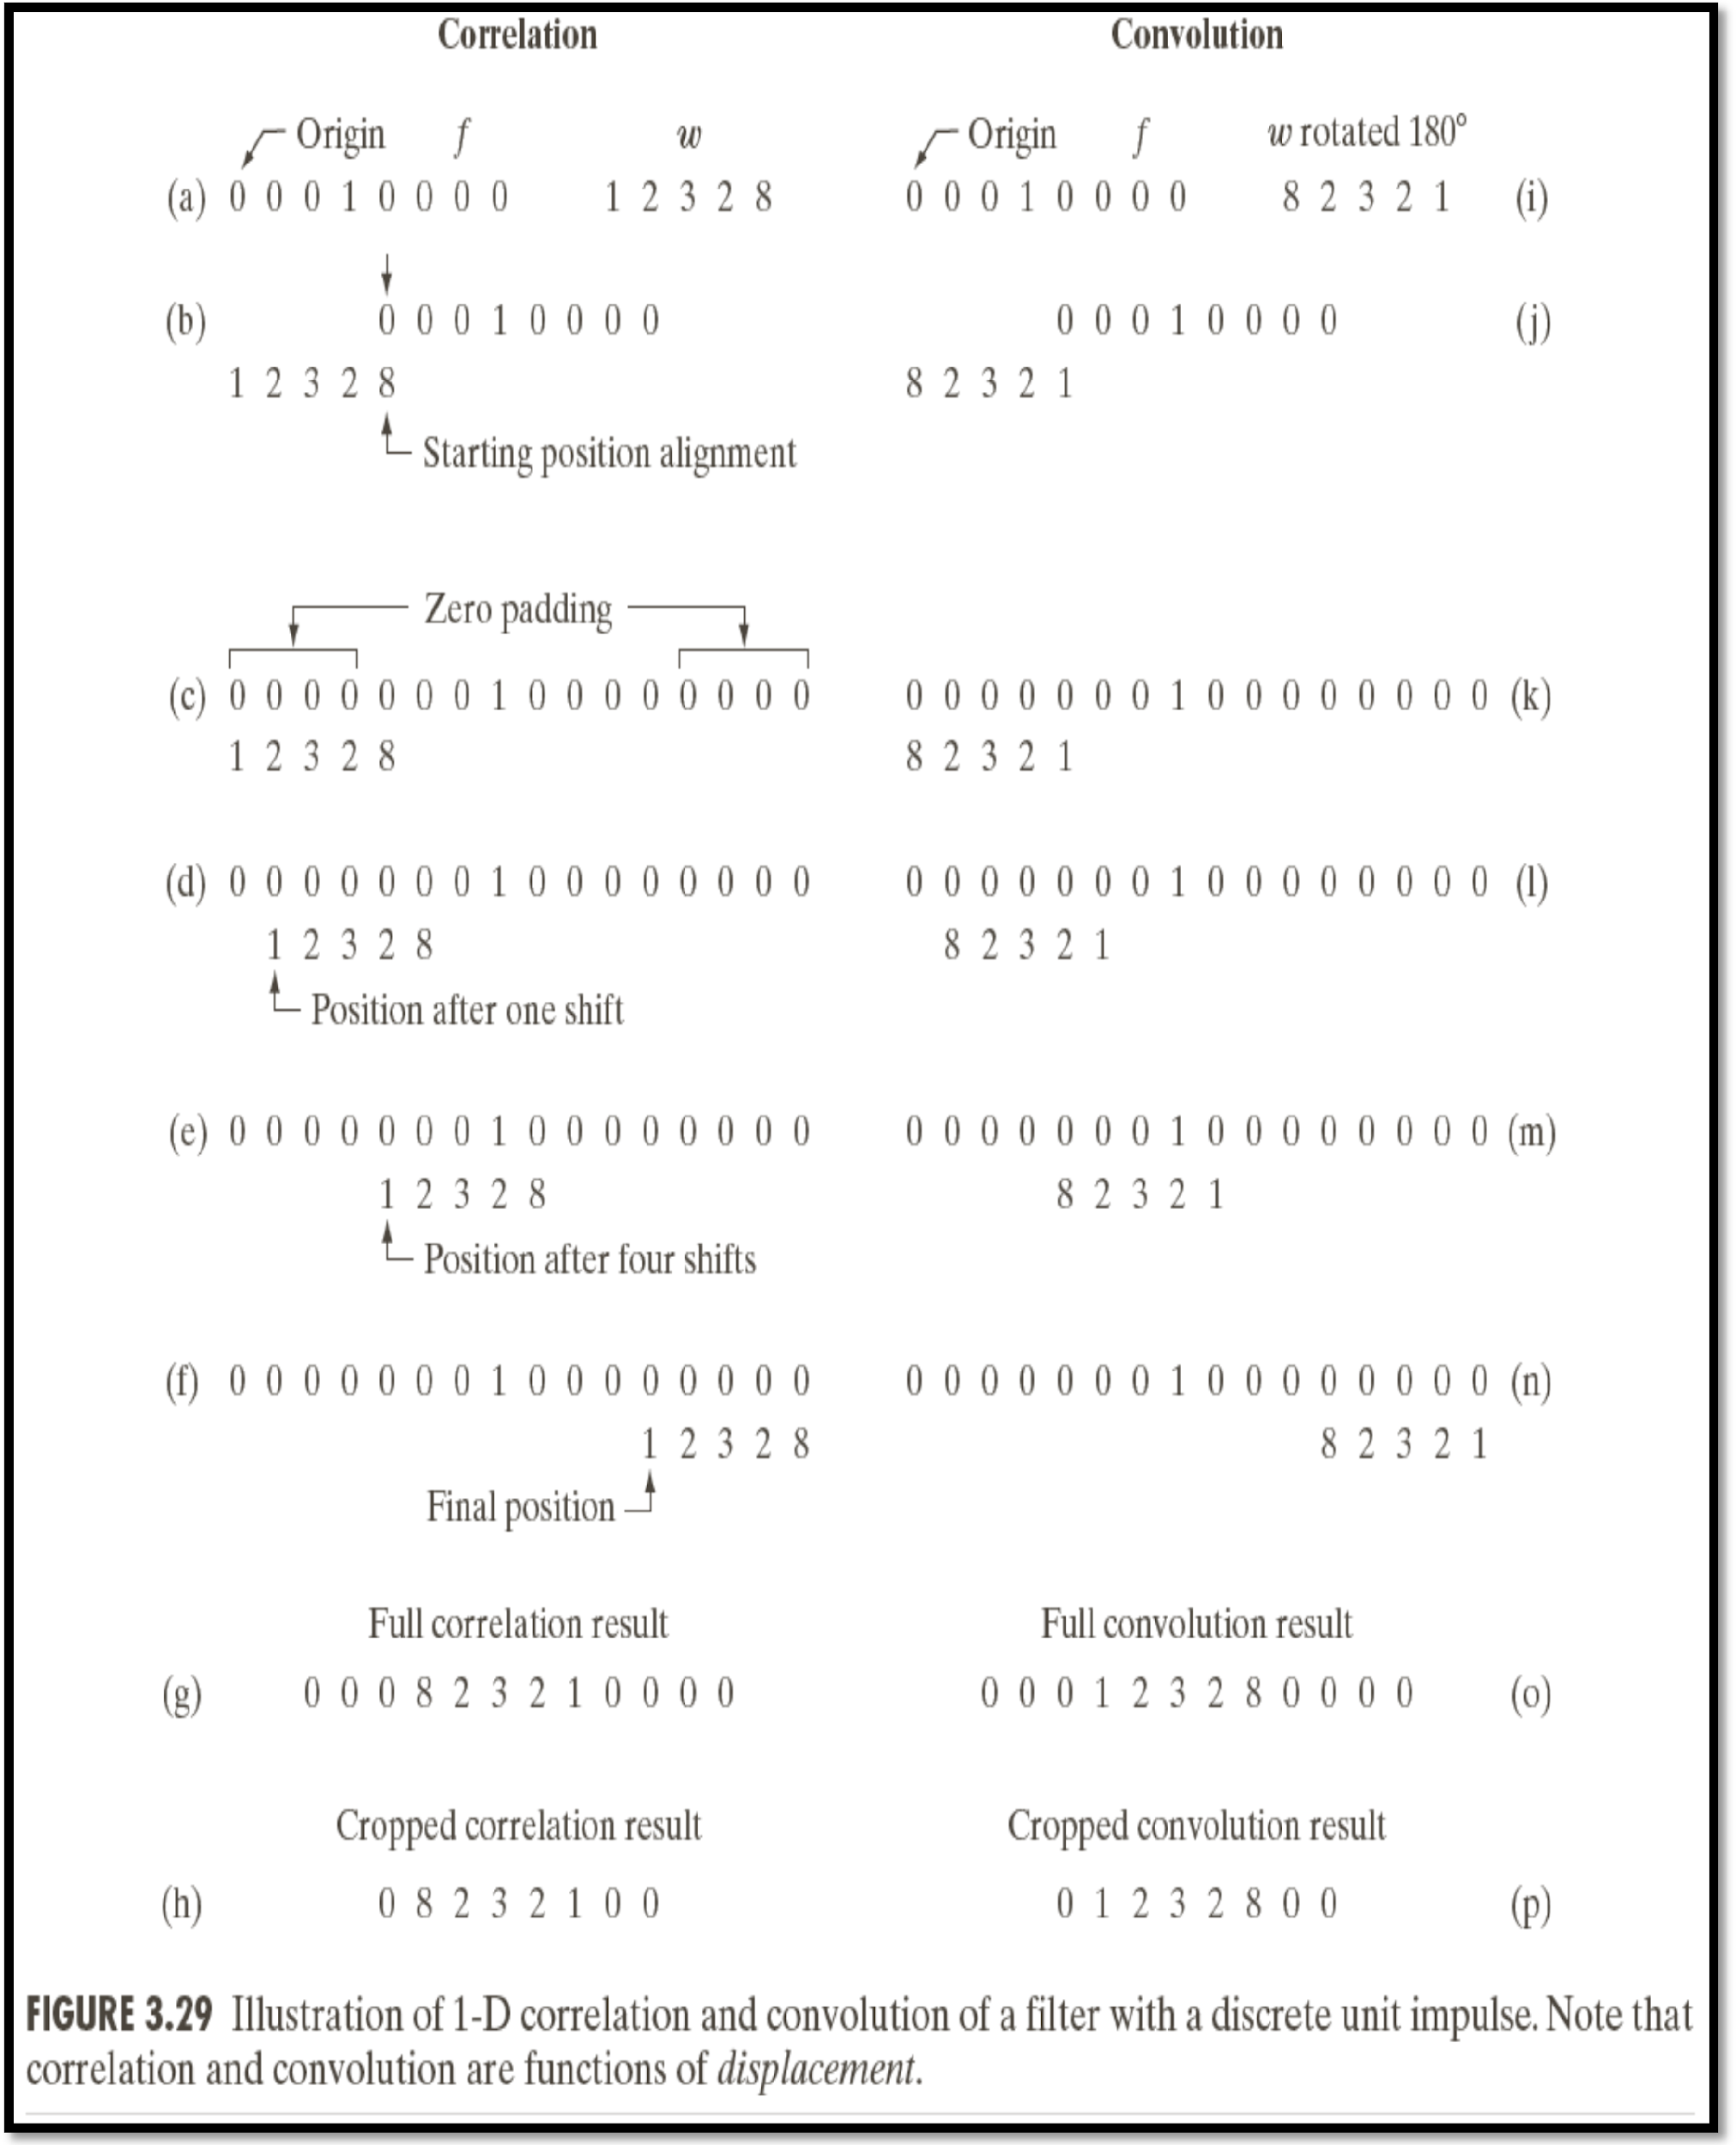 Correlation Convolution
Origin f w Origin f w rotated 180°
(a) 0 0 0 1 0 0 0 0 1 2 3 2 8 0 0 0 1 0 0 0 0 8 2 3 2 1 (i)
(b) 0 0 0 1 0 0 0 0 0 0 0 1 0 0 0 0 (j)
1 2 3 2 8 8 2 3 2 1
Starting position alignment
Zero padding
(c) 0 0 0 0 0 0 0 1 0 0 0 0 0 0 0 0 0 0 0 0 0 0 0 1 0 0 0 0 0 0 0 0 (k)
1 2 3 2 8 8 2 3 2 1
(d) 0 0 0 0 0 0 0 1 0 0 0 0 0 0 0 0 0 0 0 0 0 0 0 1 0 0 0 0 0 0 0 0 (l)
1 2 3 2 8 8 2 3 2 1
Position after one shift
(e) 0 0 0 0 0 0 0 1 0 0 0 0 0 0 0 0 0 0 0 0 0 0 0 1 0 0 0 0 0 0 0 0 (m)
1 2 3 2 8 8 2 3 2 1
Position after four shifts
(f) 0 0 0 0 0 0 0 1 0 0 0 0 0 0 0 0 0 0 0 0 0 0 0 1 0 0 0 0 0 0 0 0 (n)
1 2 3 2 8 8 2 3 2 1
Final position
Full correlation result Full convolution result
(g) 0 0 0 8 2 3 2 1 0 0 0 0 0 0 0 1 2 3 2 8 0 0 0 0 (o)
Cropped correlation result Cropped convolution result
(h) 0 8 2 3 2 1 0 0 0 1 2 3 2 8 0 0 (p)
FIGURE 3.29 Illustration of 1-D correlation and convolution of a filter with a discrete unit impulse. Note that
correlation and convolution are functions of displacement.